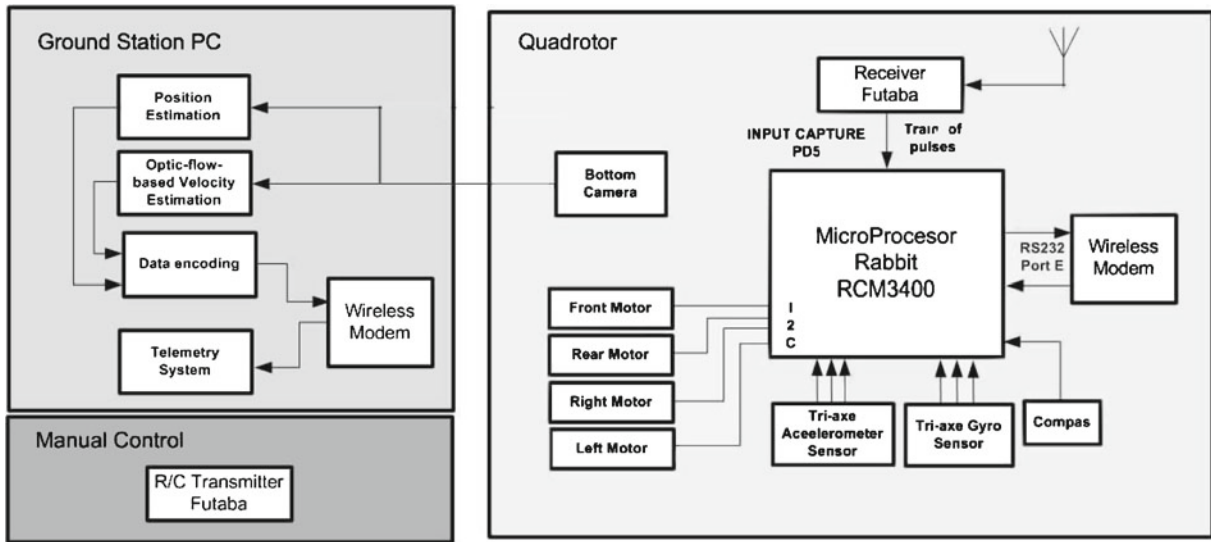 Ground Station PC
Position
Estimation
Optic-flow-
based Velocity
Estimation
Data encoding
Wireless
Modem
Telemetry
System
Manual Control
R/C Transmitter
Futaba
Quadrotor
Receiver
Futaba
INPUT CAPTURE
PD5
Train of
pulses
Bottom
Camera
MicroProcesor
Rabbit
RCM3400
RS232
Port E
Wireless
Modem
I
2
C
Front Motor
Rear Motor
Right Motor
Left Motor
Tri-axe
Aceelerometer
Sensor
Tri-axe Gyro
Sensor
Compas